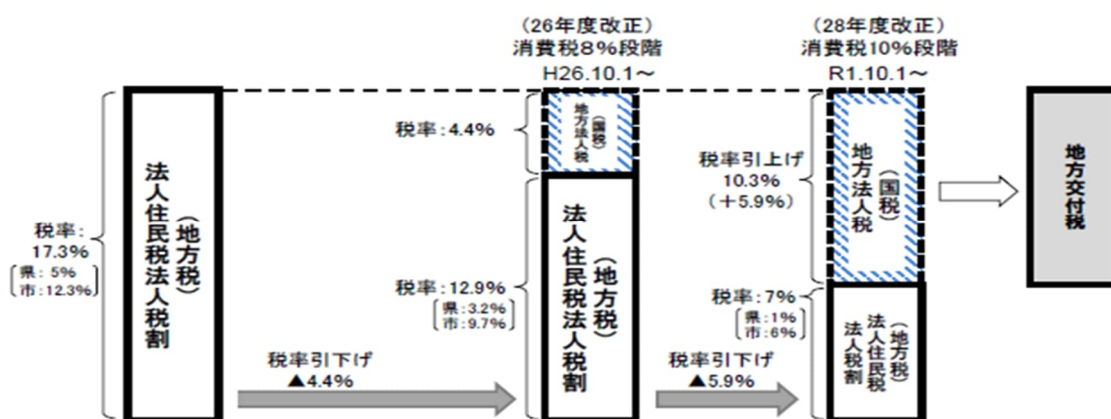 （26年度改正）
消費税8％段階
H26.10.1～
（28年度改正）
消費税10％段階
R1.10.1～
税率：
17.3％
県：5％
市：12.3％
法人住民税法人税割
（地方税）
税率引下げ
▲4.4％
税率：4.4％
地方法人税
（国税）
税率：12.9％
県：3.2％
市：9.7％
法人住民税法人税割
（地方税）
税率引下げ
▲5.9％
税率引上げ
10.3％
（＋5.9％）
地方法人税
（国税）
税率：7％
県：1％
市：6％
（地方税）
法人住民税
法人税割
地方交付税